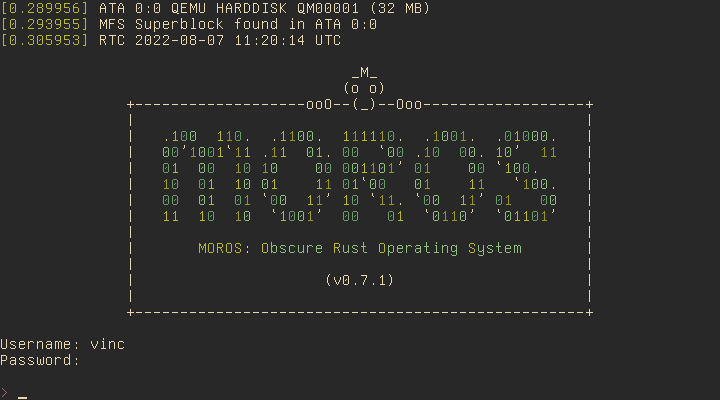 [0.289956] ATA 0:0 QEMU HARDDISK QM00001 (32 MB)
[0.293955] MFS Superblock found in ATA 0:0
[0.305953] RTC 2022-08-07 11:20:14 UTC
_M_
(o o)
+--------------------ooO--(_)--Ooo-------------------+
.100  110.  .1100.  111110.  .1001.  .01000.
00’1001‘11 .11  01. 00  ‘00 .10  00. 10’  11
01  00  10 10    00 001101’ 01    00 ‘100.
10  01  10 01    11 01‘00   01    11   ‘100.
00  01  01 ‘00  11’ 10 ‘11. ‘00  11’ 01   00
11  10  10  ‘1001’  00   01  ‘0110’  ‘01101’
MOROS: Obscure Rust Operating System
(v0.7.1)
+----------------------------------------------------+
Username: vinc
Password:
> _